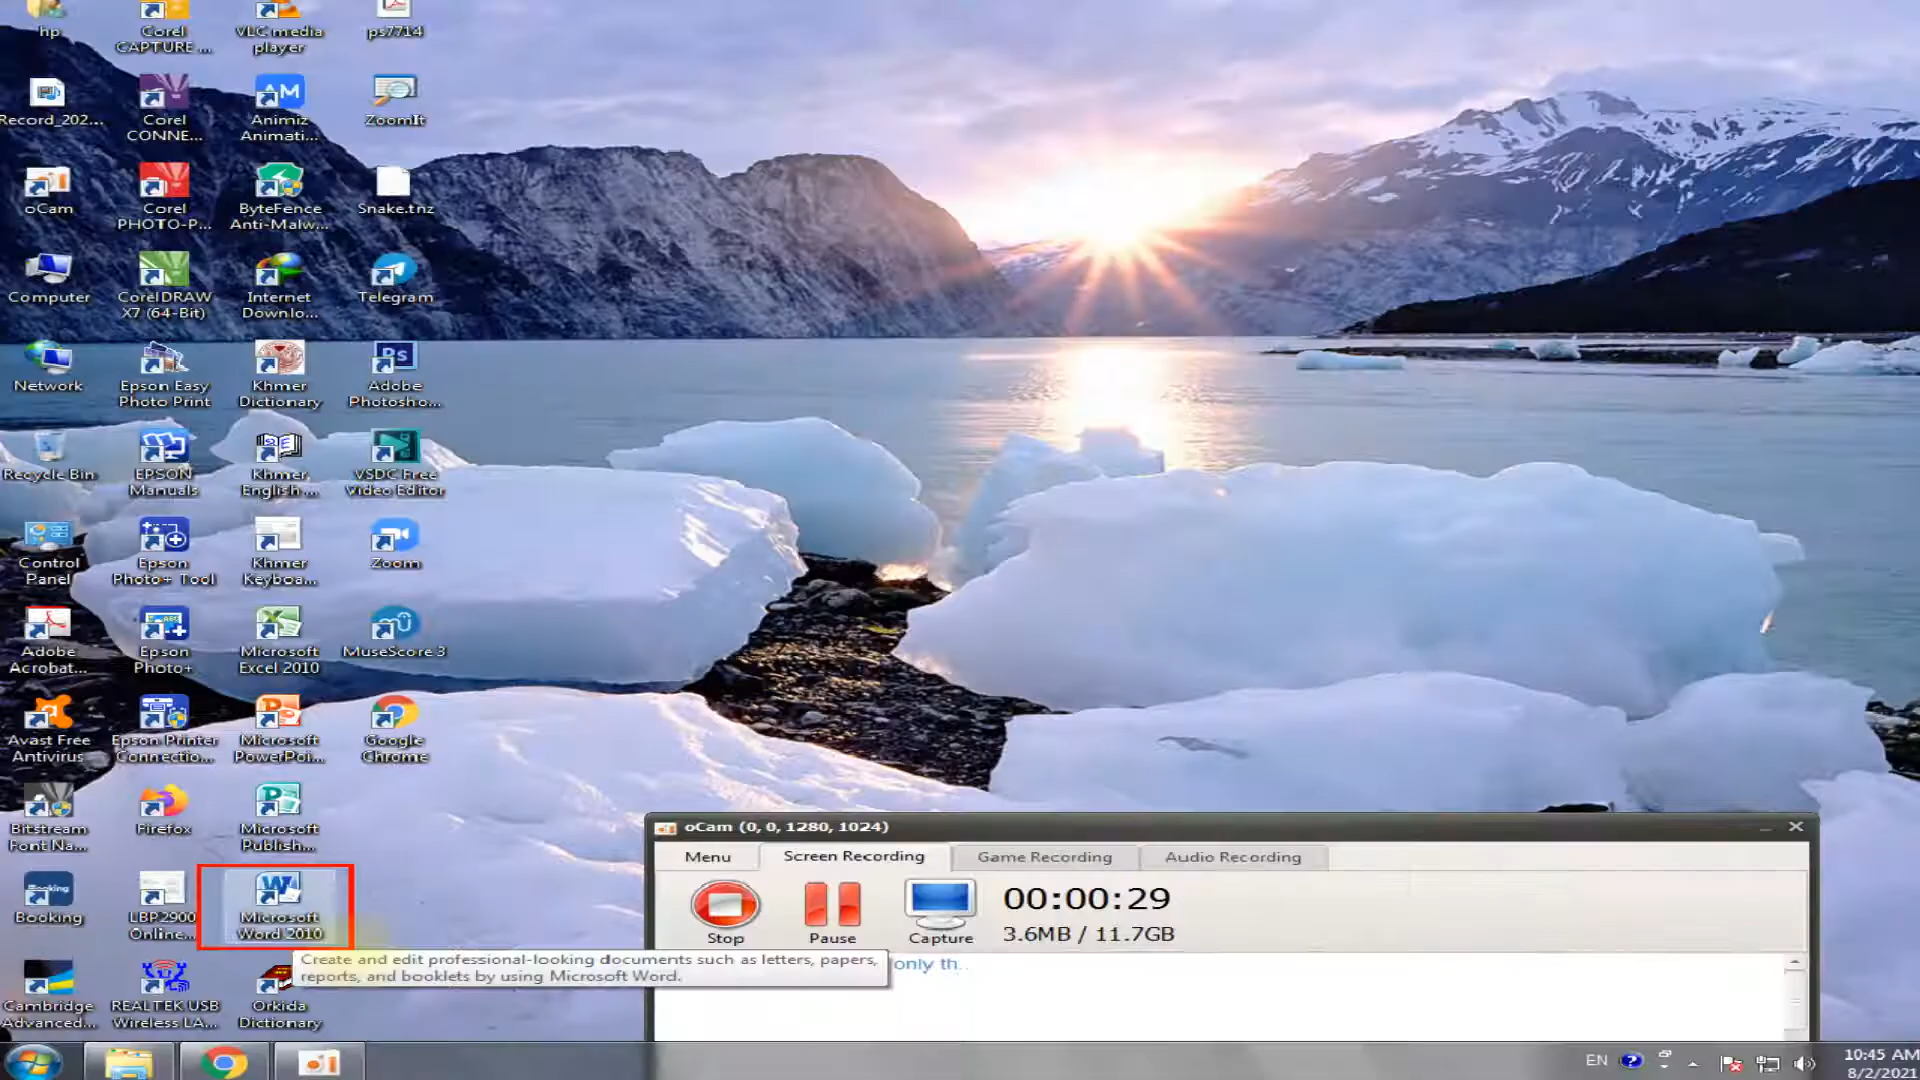 hp
Corel
CAPTURE ...
VLC media
player
ps7714
Record_202...
Corel
CONNE...
Animiz
Animati...
ZoomIt
oCam
Corel
PHOTO-P...
ByteFence
Anti-Malw...
Snake.tnz
Computer
CorelDRAW
X7 (64-Bit)
Internet
Downlo...
Telegram
Network
Epson Easy
Photo Print
Khmer
Dictionary
Adobe
Photosho...
Recycle Bin
EPSON
Manuals
Khmer
English ...
VSDC Free
Video Editor
Control
Panel
Epson
Photo+ Tool
Khmer
Keyboa...
Zoom
Adobe
Acrobat...
Epson
Photo+
Microsoft
Excel 2010
MuseScore 3
Avast Free
Antivirus
Epson Printer
Connectio...
Microsoft
PowerPoi...
Google
Chrome
Bitstream
Font Na...
Firefox
Microsoft
Publish...
Booking
LBP2900
Online...
Microsoft
Word 2010
Cambridge
Advanced...
REALTEK USB
Wireless LA...
Orkida
Dictionary
Create and edit professional-looking documents such as letters, papers,
reports, and booklets by using Microsoft Word.
oCam (0, 0, 1280, 1024)
Menu
Screen Recording
Game Recording
Audio Recording
Stop
Pause
Capture
00:00:29
3.6MB / 11.7GB
only th..
EN
10:45 AM
8/2/2021